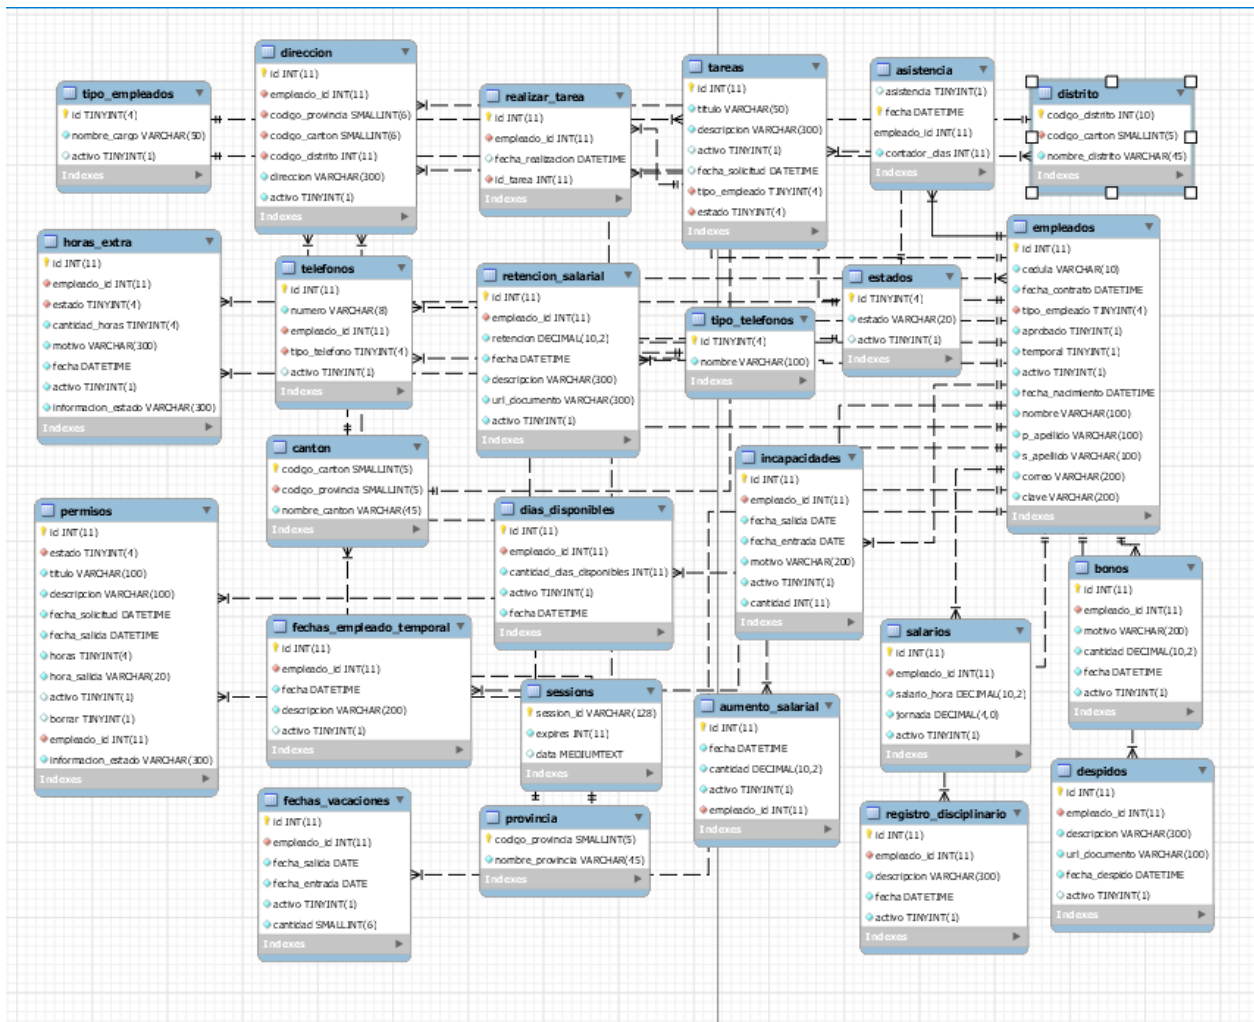 direccion
id INT(11)
empleado_id INT(11)
codigo_provincia SMALLINT(6)
codigo_canton SMALLINT(6)
codigo_distrito INT(11)
direccion VARCHAR(300)
activo TINYINT(1)
Indexes
tipo_empleados
id TINYINT(4)
nombre_cargo VARCHAR(50)
activo TINYINT(1)
Indexes
realizar_tarea
id INT(11)
empleado_id INT(11)
fecha_realizacion DATETIME
id_tarea INT(11)
Indexes
tareas
id INT(11)
titulo VARCHAR(50)
descripcion VARCHAR(300)
activo TINYINT(1)
fecha_solicitud DATETIME
tipo_empleado TINYINT(4)
estado TINYINT(4)
Indexes
asistencia
asistencia TINYINT(1)
fecha DATETIME
empleado_id INT(11)
contador_dias INT(11)
Indexes
distrito
codigo_distrito INT(10)
codigo_canton SMALLINT(5)
nombre_distrito VARCHAR(45)
Indexes
horas_extra
id INT(11)
empleado_id INT(11)
estado TINYINT(4)
cantidad_horas TINYINT(4)
motivo VARCHAR(300)
fecha DATETIME
activo TINYINT(1)
informacion_estado VARCHAR(300)
Indexes
telefonos
id INT(11)
numero VARCHAR(8)
empleado_id INT(11)
tipo_telefono TINYINT(4)
activo TINYINT(1)
Indexes
retencion_salarial
id INT(11)
empleado_id INT(11)
retencion DECIMAL(10,2)
fecha DATETIME
descripcion VARCHAR(300)
url_documento VARCHAR(300)
activo TINYINT(1)
Indexes
tipo_telefonos
id TINYINT(4)
nombre VARCHAR(100)
Indexes
estados
id TINYINT(4)
estado VARCHAR(20)
activo TINYINT(1)
Indexes
empleados
id INT(11)
cedula VARCHAR(10)
fecha_contrato DATETIME
tipo_empleado TINYINT(4)
aprobado TINYINT(1)
temporal TINYINT(1)
activo TINYINT(1)
fecha_nacimiento DATETIME
nombre VARCHAR(100)
p_apellido VARCHAR(100)
s_apellido VARCHAR(100)
correo VARCHAR(200)
clave VARCHAR(200)
Indexes
canton
codigo_canton SMALLINT(5)
codigo_provincia SMALLINT(5)
nombre_canton VARCHAR(45)
Indexes
permisos
id INT(11)
estado TINYINT(4)
titulo VARCHAR(100)
descripcion VARCHAR(100)
fecha_solicitud DATETIME
fecha_salida DATETIME
horas TINYINT(4)
hora_salida VARCHAR(20)
activo TINYINT(1)
borrar TINYINT(1)
empleado_id INT(11)
informacion_estado VARCHAR(300)
Indexes
dias_disponibles
id INT(11)
empleado_id INT(11)
cantidad_dias_disponibles INT(11)
activo TINYINT(1)
fecha DATETIME
Indexes
incapacidades
id INT(11)
empleado_id INT(11)
fecha_salida DATE
fecha_entrada DATE
motivo VARCHAR(200)
activo TINYINT(1)
cantidad INT(11)
Indexes
bonos
id INT(11)
empleado_id INT(11)
motivo VARCHAR(200)
cantidad DECIMAL(10,2)
fecha DATETIME
activo TINYINT(1)
Indexes
fechas_empleado_temporal
id INT(11)
empleado_id INT(11)
fecha DATETIME
descripcion VARCHAR(200)
activo TINYINT(1)
Indexes
salarios
id INT(11)
empleado_id INT(11)
salario_hora DECIMAL(10,2)
jornada DECIMAL(4,0)
activo TINYINT(1)
Indexes
sessions
session_id VARCHAR(128)
expires INT(11)
data MEDIUMTEXT
Indexes
aumento_salarial
id INT(11)
fecha DATETIME
cantidad DECIMAL(10,2)
activo TINYINT(1)
empleado_id INT(11)
Indexes
despidos
id INT(11)
empleado_id INT(11)
descripcion VARCHAR(300)
url_documento VARCHAR(100)
fecha_despido DATETIME
activo TINYINT(1)
Indexes
fechas_vacaciones
id INT(11)
empleado_id INT(11)
fecha_salida DATE
fecha_entrada DATE
activo TINYINT(1)
cantidad SMALLINT(6)
Indexes
provincia
codigo_provincia SMALLINT(5)
nombre_provincia VARCHAR(45)
Indexes
registro_disciplinario
id INT(11)
empleado_id INT(11)
descripcion VARCHAR(300)
fecha DATETIME
activo TINYINT(1)
Indexes